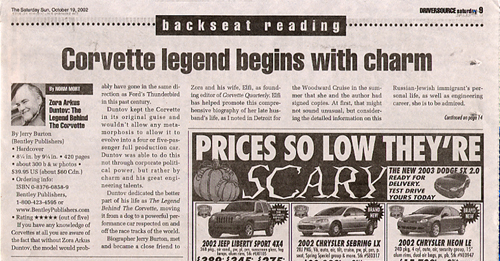 The Saturday Sun, October 19, 2002
DRIVERSOURCE saturday 9
backseat reading
Corvette legend begins with charm
By NORM MORT
Zora Arkus
Duntov: The
Legend Behind
The Corvette
By Jerry Burton
(Bentley Publishers)
• Hardcover
• 8¼ in. by 9¼ in. • 420 pages
• about 300 b & w photos •
$39.95 US (about $60 Cdn.)
• Ordering info:
ISBN 0-8376-0858-9
Bentley Publishers,
1-800-423-4595 or
www.BentleyPublishers.com
• Rating ★★★★★ (out of five)
If you have any knowledge of
Corvette at all you are aware of
the fact that without Zora Arkus
Duntov, the model would prob-
ably have gone in the same
direction as Ford's Thunderbird
in this past century.
Duntov kept the Corvette
in its original guise and
wouldn't allow any meta-
morphosis to allow it to
evolve into a four or five-pas-
senger full production car.
Duntov was able to do this
not through corporate politi-
cal power, but rather by
charm and his great engi-
neering talents.
Duntov dedicated the better
part of his life as The Legend
Behind The Corvette, moving
it from a dog to a powerful per-
formance car respected on and
off the race tracks of the world.
Biographer Jerry Burton, met
and became a close friend to
Zora and his wife, Elfi, as found-
ing editor of Corvette Quarterly. Elfi
has helped promote this compre-
hensive biography of her late hus-
band's life, as I noted in Detroit for
the Woodward Cruise in the sum-
mer that she and the author had
signed copies. At first, that might
not sound unusual, but consider-
ing the detailed information on this
Russian-Jewish immigrant's per-
sonal life, as well as engineering
career, she is to be admired.
Continued on page 14
PRICES SO LOW THEY'RE
SCARY
THE NEW 2003 DODGE SX 2.0
READY FOR
DELIVERY.
TEST DRIVE
YOURS TODAY
2002 JEEP LIBERTY SPORT 4X4
2002 CHRYSLER SEBRING LX
2002 CHRYSLER NEON LE